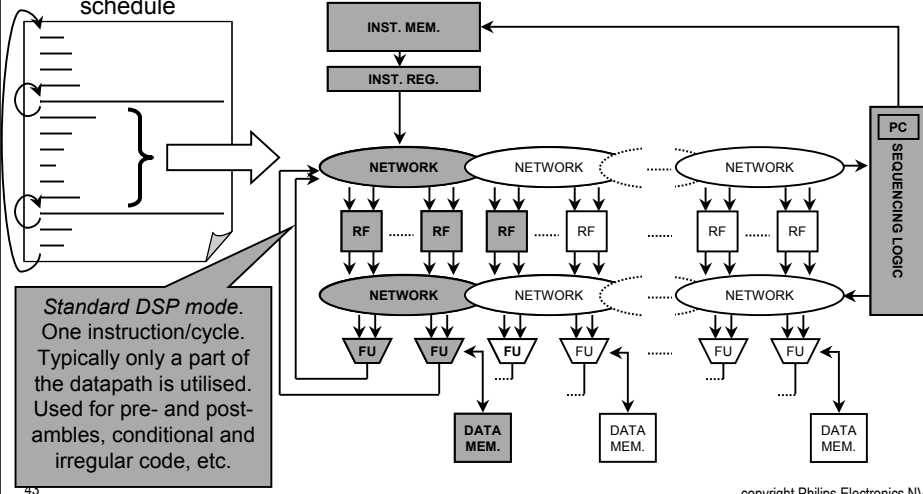 schedule
INST. MEM.
INST. REG.
PC
SEQUENCING LOGIC
NETWORK
NETWORK
.....
NETWORK
RF
......
RF
RF
......
RF
.....
RF
......
RF
NETWORK
NETWORK
.....
NETWORK
FU
FU
FU
FU
.....
FU
FU
DATA
MEM.
DATA
MEM.
DATA
MEM.
Standard DSP mode.
One instruction/cycle.
Typically only a part of
the datapath is utilised.
Used for pre- and post-
ambles, conditional and
irregular code, etc.
43
copyright Philips Electronics NV